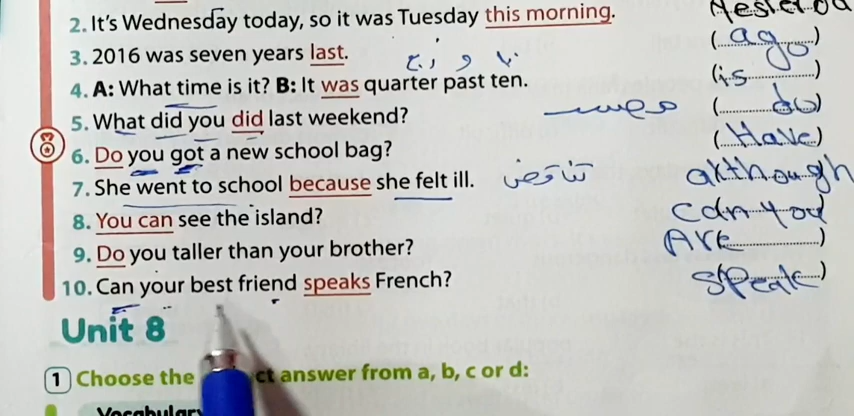 2. It's Wednesday today, so it was Tuesday this morning.
3. 2016 was seven years last. (ago)
4. A: What time is it? B: It was quarter past ten. (is)
5. What did you did last weekend? مصدر (do)
6. Do you got a new school bag? (Have)
7. She went to school because she felt ill. تناقض although
8. You can see the island? can you
9. Do you taller than your brother? Are
10. Can your best friend speaks French? speak
Unit 8
1 Choose the ct answer from a, b, c or d:
Vocabulary